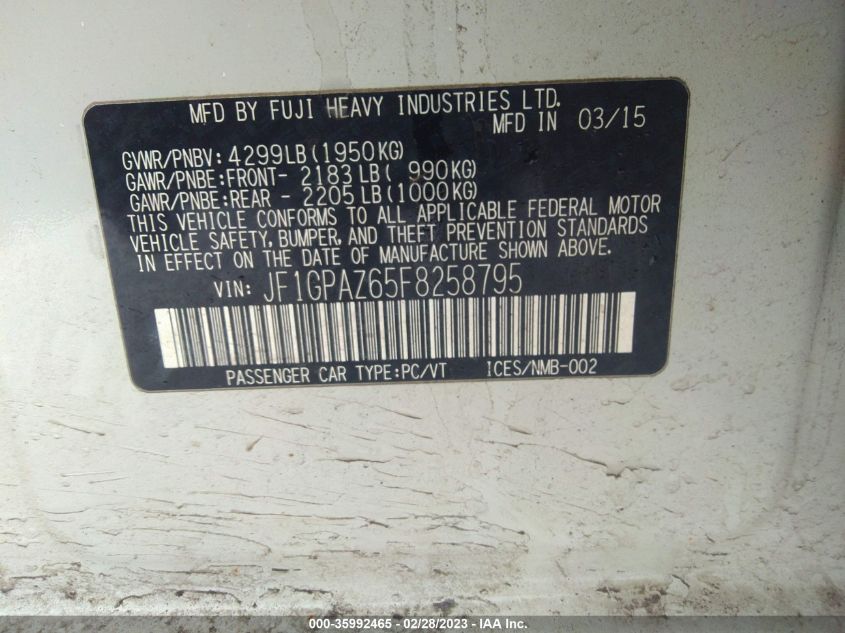 MFD BY FUJI HEAVY INDUSTRIES LTD.
MFD IN 03/15
GVWR/PNBV: 4299LB (1950KG)
GAWR/PNBE: FRONT- 2183 LB ( 990KG)
GAWR/PNBE: REAR - 2205 LB (1000KG)
THIS VEHICLE CONFORMS TO ALL APPLICABLE FEDERAL MOTOR
VEHICLE SAFETY, BUMPER, AND THEFT PREVENTION STANDARDS
IN EFFECT ON THE DATE OF MANUFACTURE SHOWN ABOVE.
VIN: JF1GPAZ65F8258795
PASSENGER CAR TYPE:PC/VT ICES/NMB-002
000-35992465 - 02/28/2023 - IAA Inc.